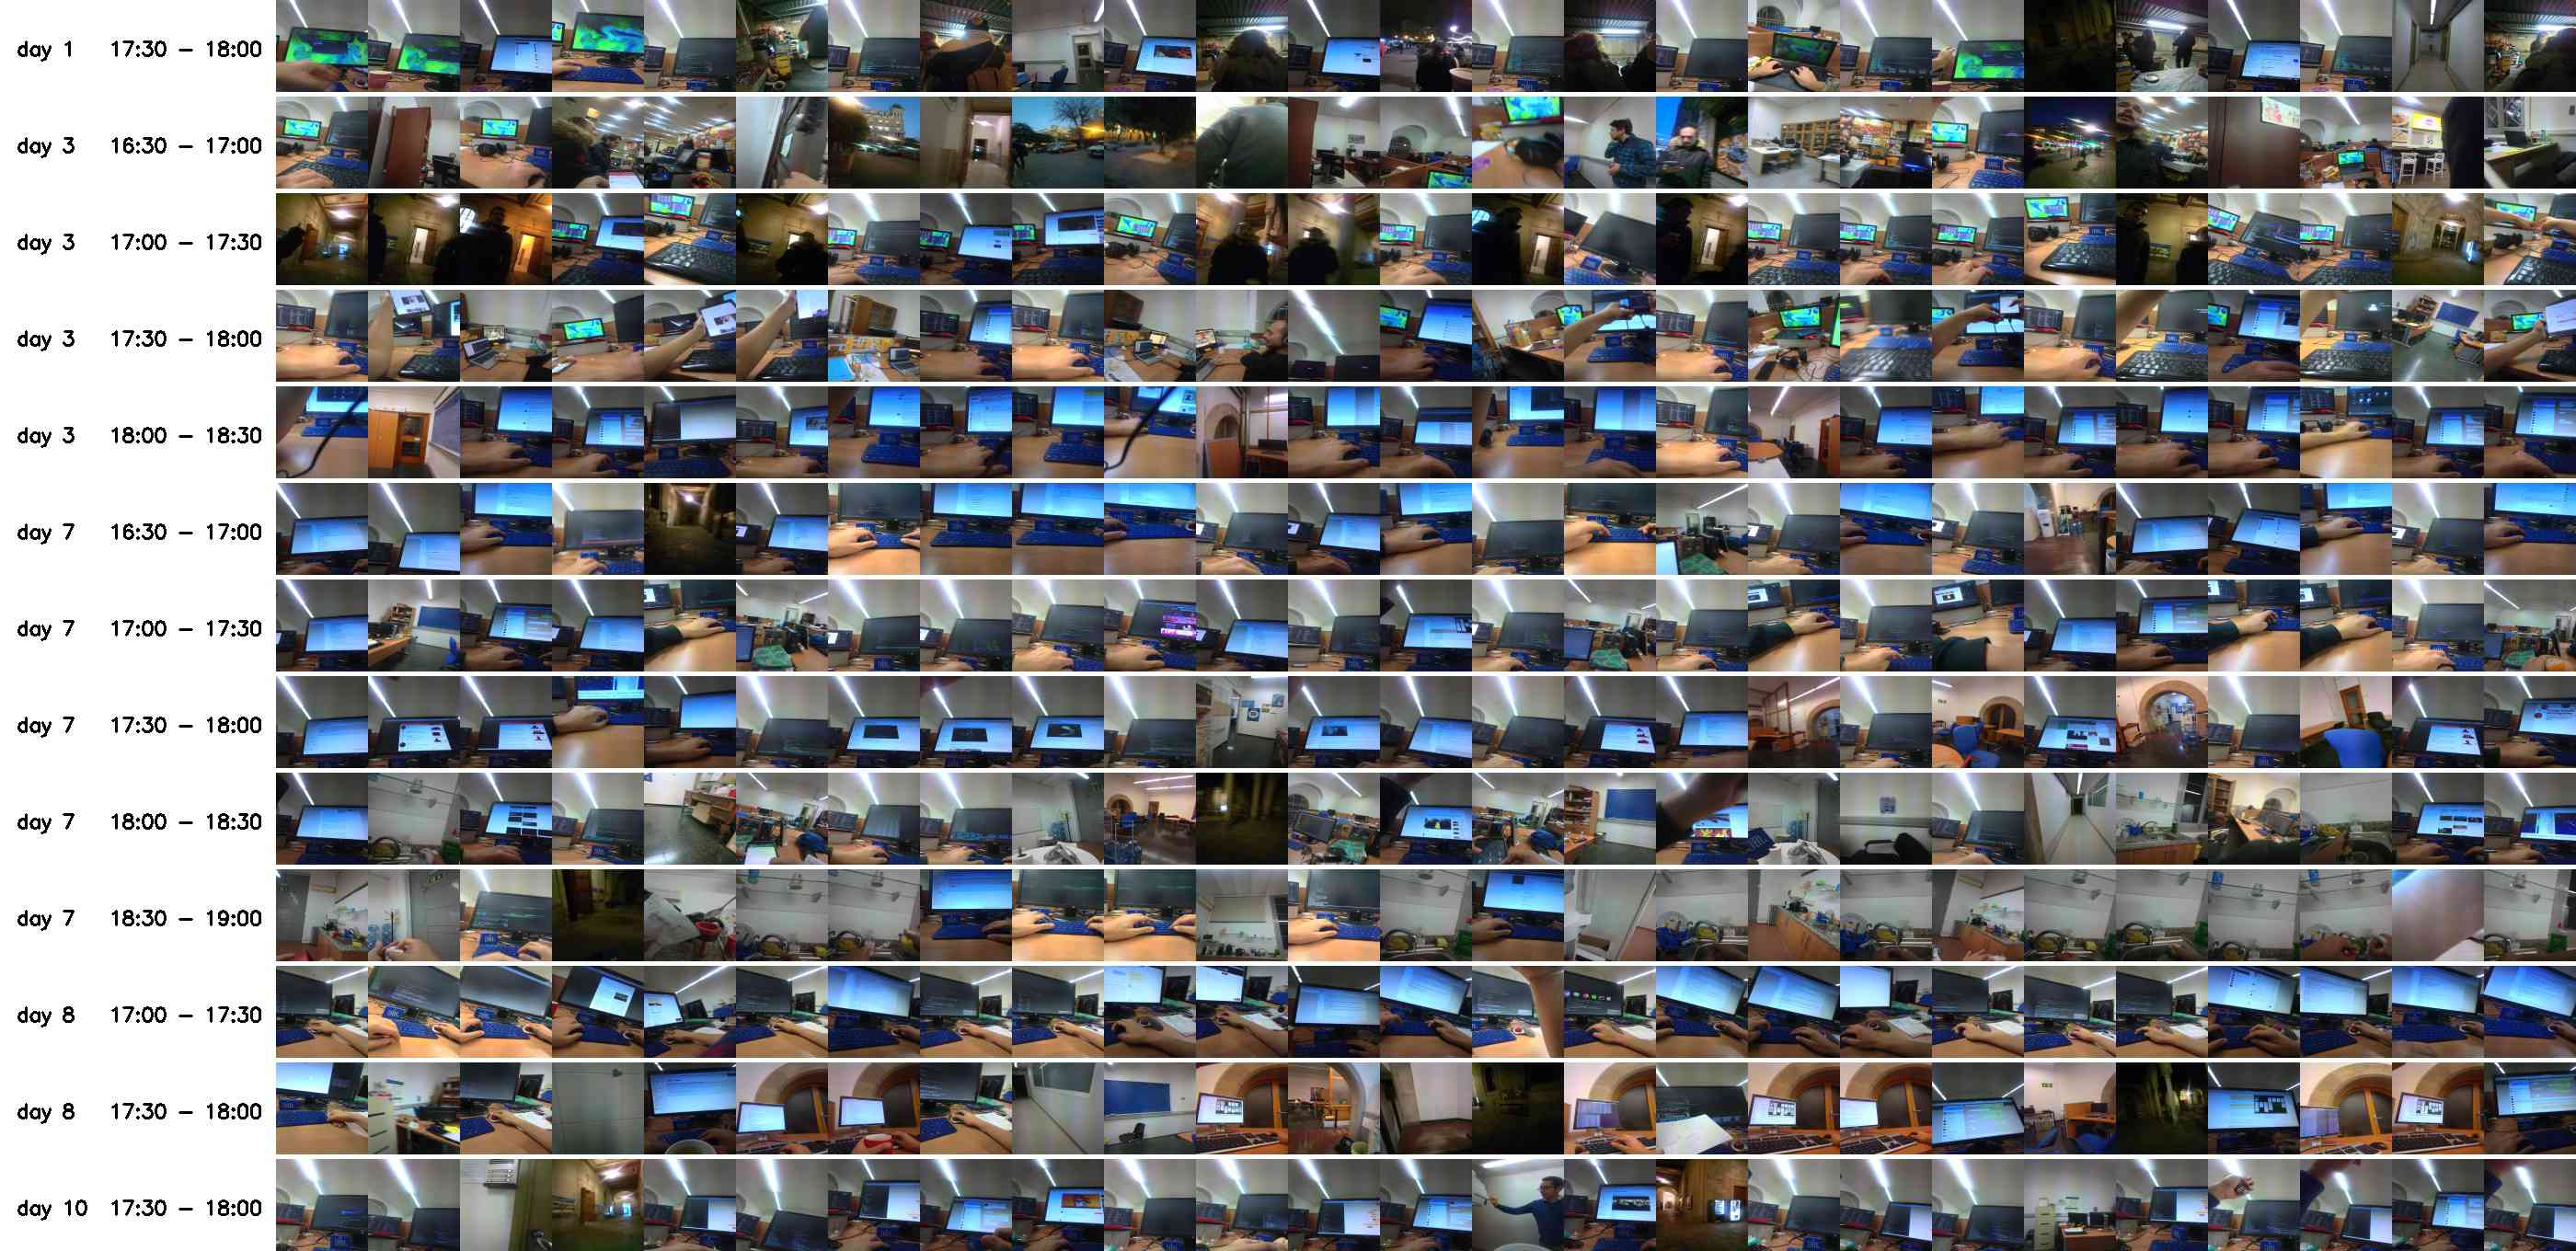 day 1 17:30 - 18:00
day 3 16:30 - 17:00
day 3 17:00 - 17:30
day 3 17:30 - 18:00
day 3 18:00 - 18:30
day 7 16:30 - 17:00
day 7 17:00 - 17:30
day 7 17:30 - 18:00
day 7 18:00 - 18:30
day 7 18:30 - 19:00
day 8 17:00 - 17:30
day 8 17:30 - 18:00
day 10 17:30 - 18:00